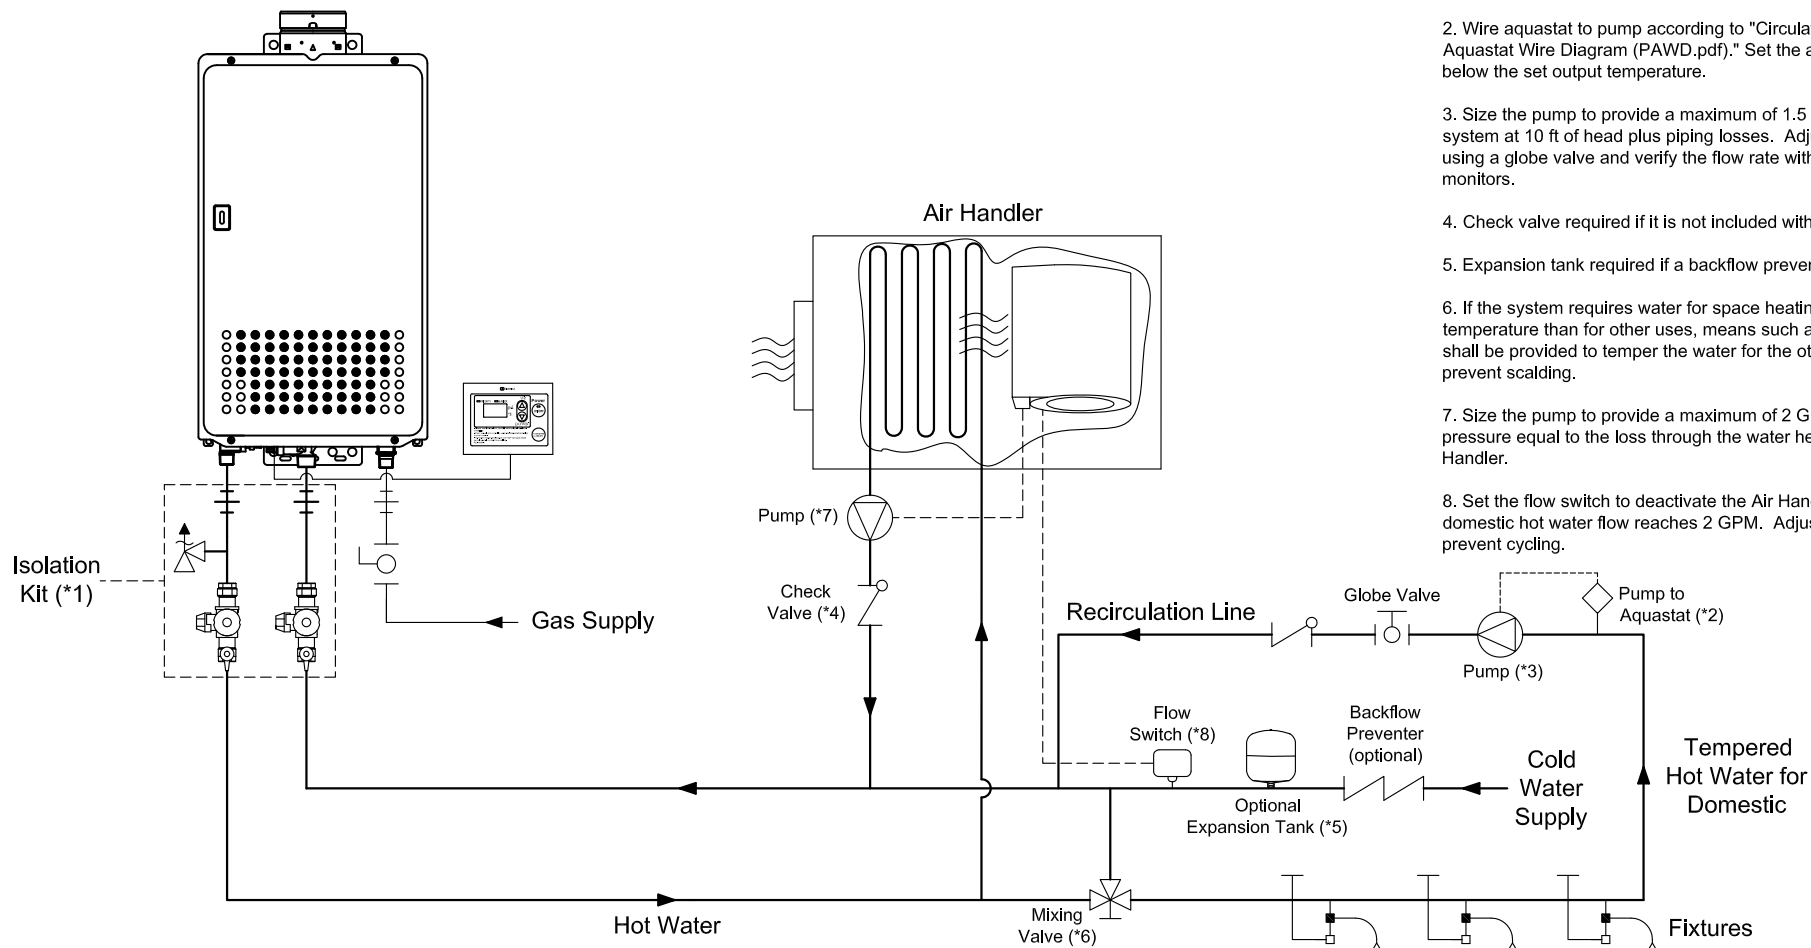 2. Wire aquastat to pump according to "Circula
Aquastat Wire Diagram (PAWD.pdf)." Set the a
below the set output temperature.
3. Size the pump to provide a maximum of 1.5
system at 10 ft of head plus piping losses. Adj
using a globe valve and verify the flow rate with
monitors.
4. Check valve required if it is not included with
5. Expansion tank required if a backflow preven
6. If the system requires water for space heatin
temperature than for other uses, means such a
shall be provided to temper the water for the ot
prevent scalding.
7. Size the pump to provide a maximum of 2 G
pressure equal to the loss through the water he
Handler.
8. Set the flow switch to deactivate the Air Han
domestic hot water flow reaches 2 GPM. Adjus
prevent cycling.
Air Handler
Power
Pump (*7)
Isolation
Kit (*1)
Gas Supply
Check
Valve (*4)
Recirculation Line
Globe Valve
Pump to
Aquastat (*2)
Pump (*3)
Flow
Switch (*8)
Backflow
Preventer
(optional)
Cold
Water
Supply
Tempered
Hot Water for
Domestic
Optional
Expansion Tank (*5)
Hot Water
Mixing
Valve (*6)
Fixtures